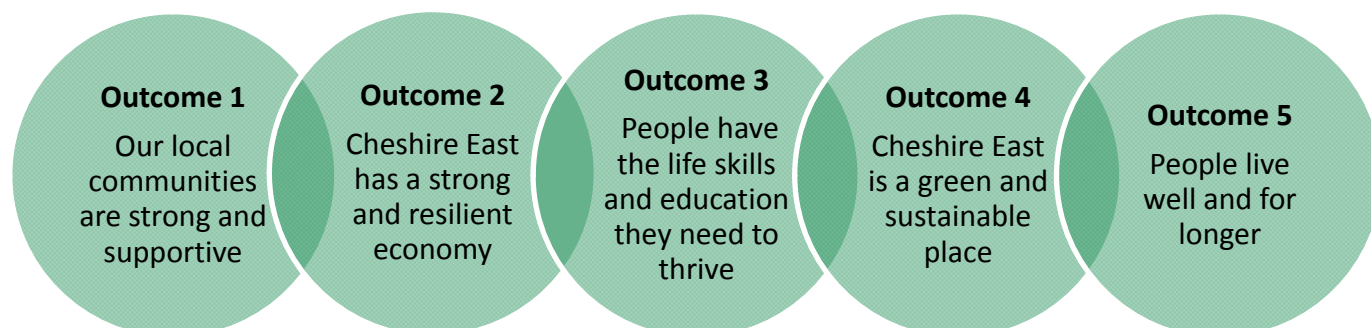 Outcome 1
Our local
communities
are strong and
supportive
Outcome 2
Cheshire East
has a strong
and resilient
economy
Outcome 3
People have
the life skills
and education
they need to
thrive
Outcome 4
Cheshire East
is a green and
sustainable
place
Outcome 5
People live
well and for
longer